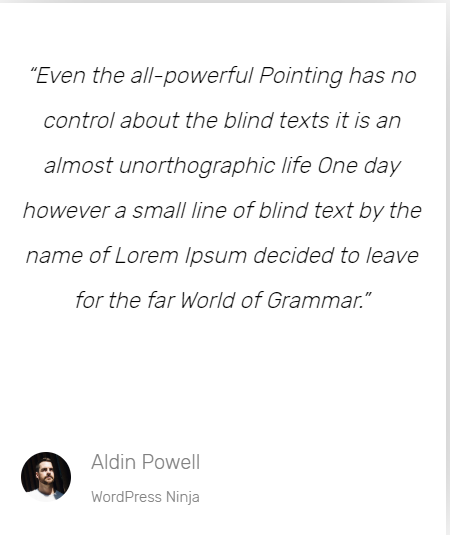 “Even the all-powerful Pointing has no
control about the blind texts it is an
almost unorthographic life One day
however a small line of blind text by the
name of Lorem Ipsum decided to leave
for the far World of Grammar.”
Aldin Powell
WordPress Ninja